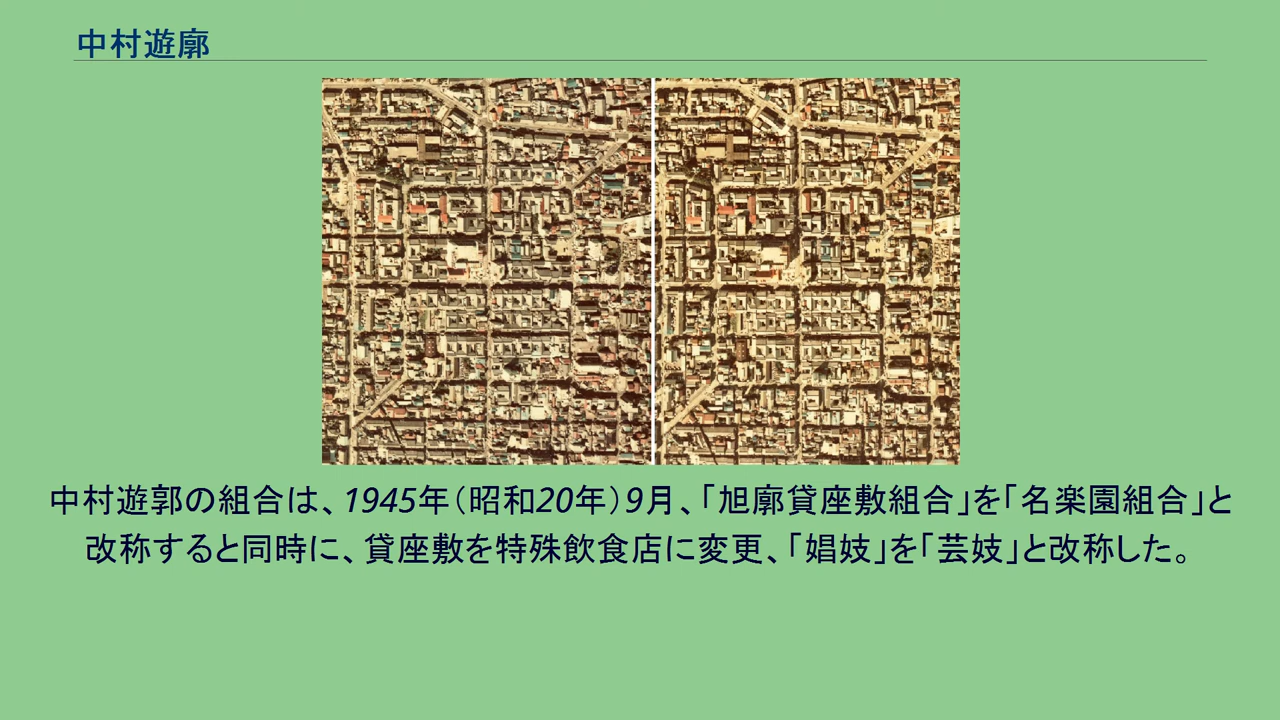 中村遊廓
中村遊郭の組合は、1945年（昭和20年）9月、「旭廓貸座敷組合」を「名楽園組合」と
改称すると同時に、貸座敷を特殊飲食店に変更、「娼妓」を「芸妓」と改称した。